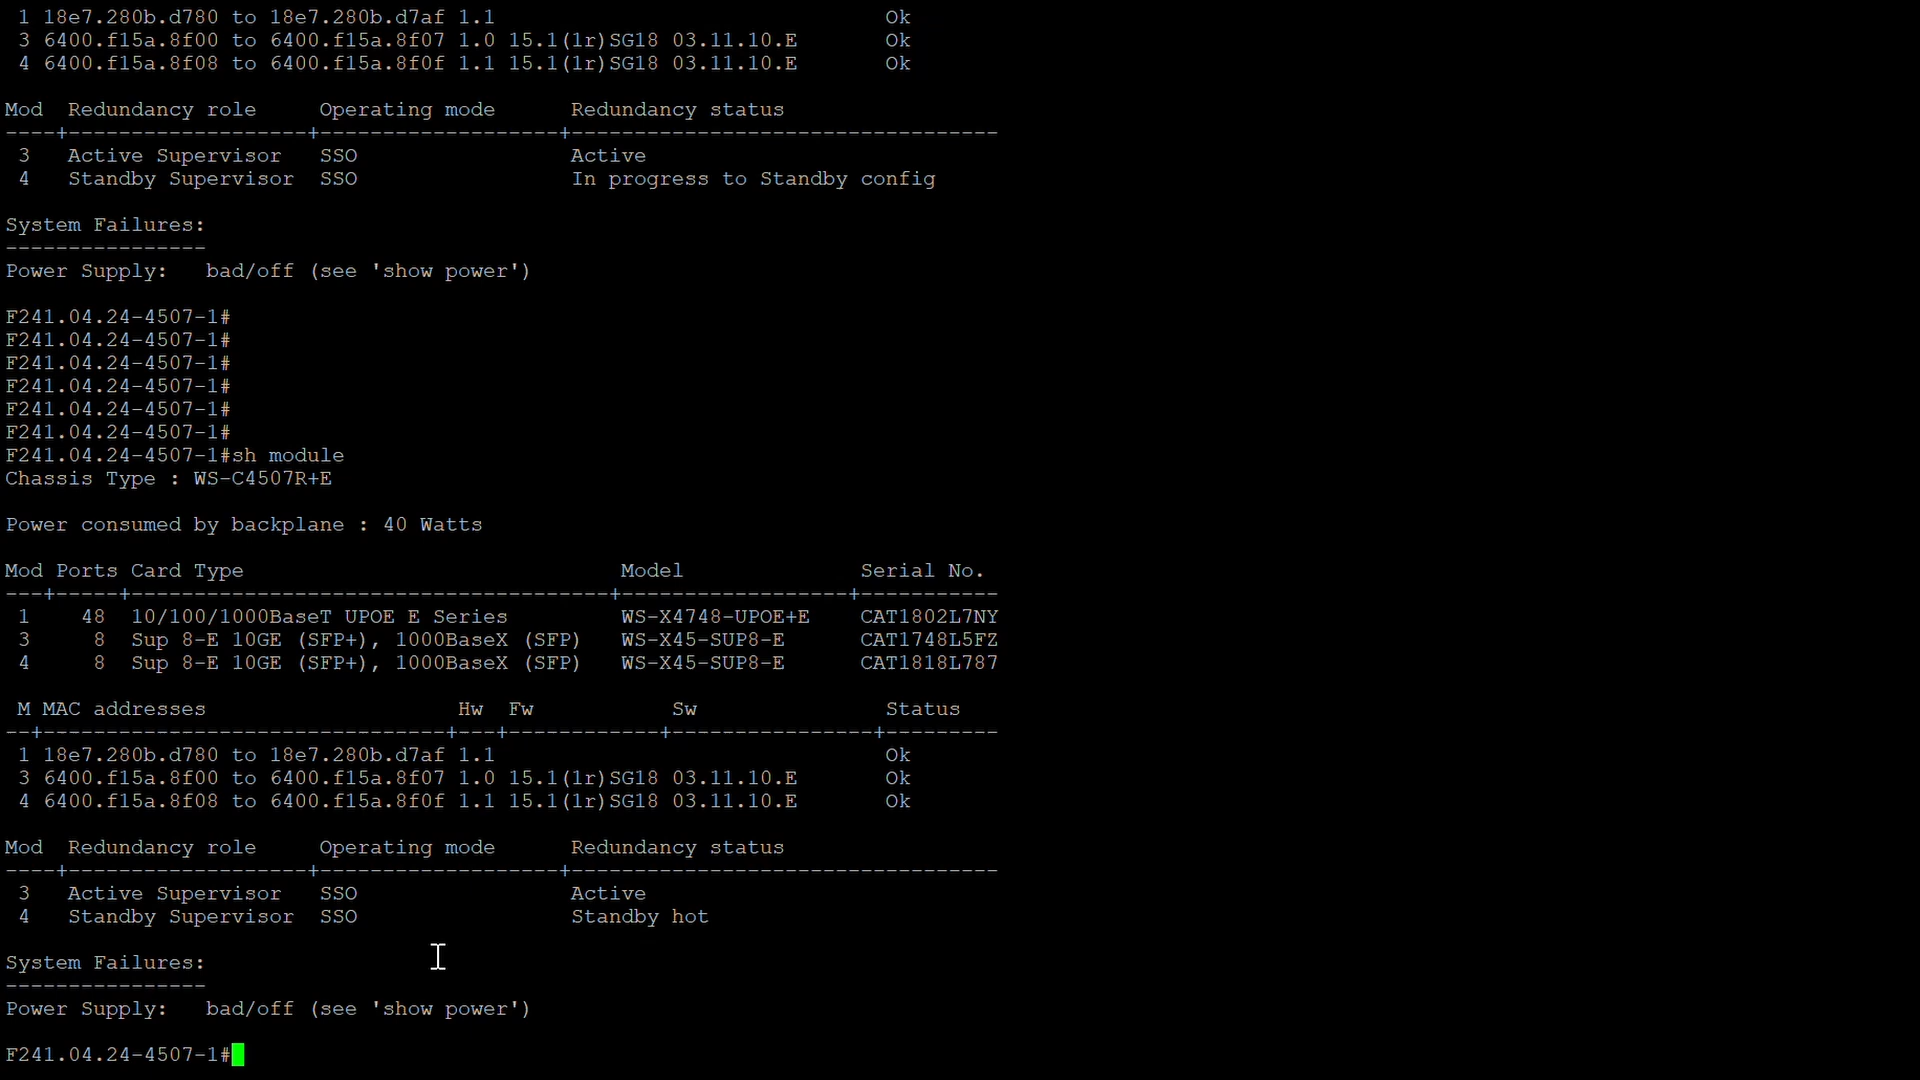 1 18e7.280b.d780 to 18e7.280b.d7af 1.1                               Ok
 3 6400.f15a.8f00 to 6400.f15a.8f07 1.0 15.1(1r)SG18 03.11.10.E       Ok
 4 6400.f15a.8f08 to 6400.f15a.8f0f 1.1 15.1(1r)SG18 03.11.10.E       Ok

Mod  Redundancy role     Operating mode      Redundancy status
----+-------------------+-------------------+----------------------------------
 3   Active Supervisor   SSO                 Active
 4   Standby Supervisor  SSO                 In progress to Standby config

System Failures:
----------------
Power Supply:   bad/off (see 'show power')

F241.04.24-4507-1#
F241.04.24-4507-1#
F241.04.24-4507-1#
F241.04.24-4507-1#
F241.04.24-4507-1#
F241.04.24-4507-1#
F241.04.24-4507-1#sh module
Chassis Type : WS-C4507R+E

Power consumed by backplane : 40 Watts

Mod Ports Card Type                              Model              Serial No.
---+-----+--------------------------------------+------------------+-----------
 1    48  10/100/1000BaseT UPOE E Series         WS-X4748-UPOE+E    CAT1802L7NY
 3     8  Sup 8-E 10GE (SFP+), 1000BaseX (SFP)   WS-X45-SUP8-E      CAT1748L5FZ
 4     8  Sup 8-E 10GE (SFP+), 1000BaseX (SFP)   WS-X45-SUP8-E      CAT1818L787

 M MAC addresses                    Hw  Fw           Sw               Status
--+--------------------------------+---+------------+----------------+---------
 1 18e7.280b.d780 to 18e7.280b.d7af 1.1                               Ok
 3 6400.f15a.8f00 to 6400.f15a.8f07 1.0 15.1(1r)SG18 03.11.10.E       Ok
 4 6400.f15a.8f08 to 6400.f15a.8f0f 1.1 15.1(1r)SG18 03.11.10.E       Ok

Mod  Redundancy role     Operating mode      Redundancy status
----+-------------------+-------------------+----------------------------------
 3   Active Supervisor   SSO                 Active
 4   Standby Supervisor  SSO                 Standby hot

System Failures:
----------------
Power Supply:   bad/off (see 'show power')

F241.04.24-4507-1#